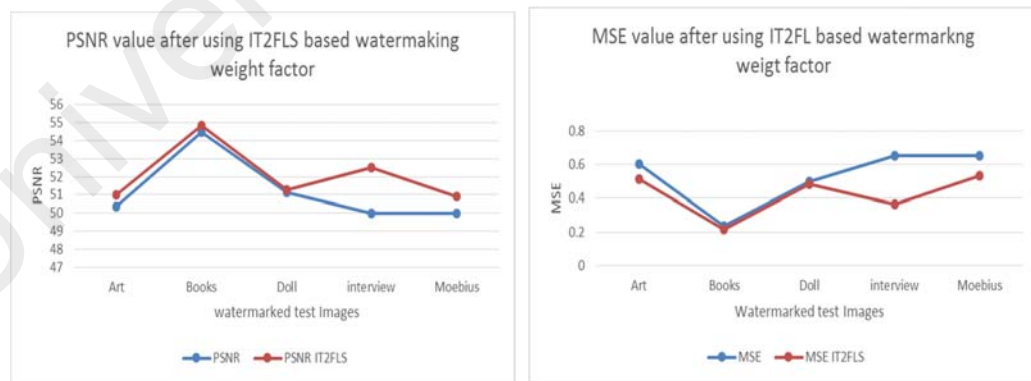 PSNR value after using IT2FLS based watermaking
weight factor
56
55
54
53
52
51
50
49
48
47
PSNR
Art Books Doll interview Moebius
watermarked test Images
PSNR PSNR IT2FLS
MSE value after using IT2FL based watermarkng
weigt factor
0.8
0.6
0.4
0.2
0
MSE
Art Books Doll interview Moebius
Watermarked test Images
MSE MSE IT2FLS